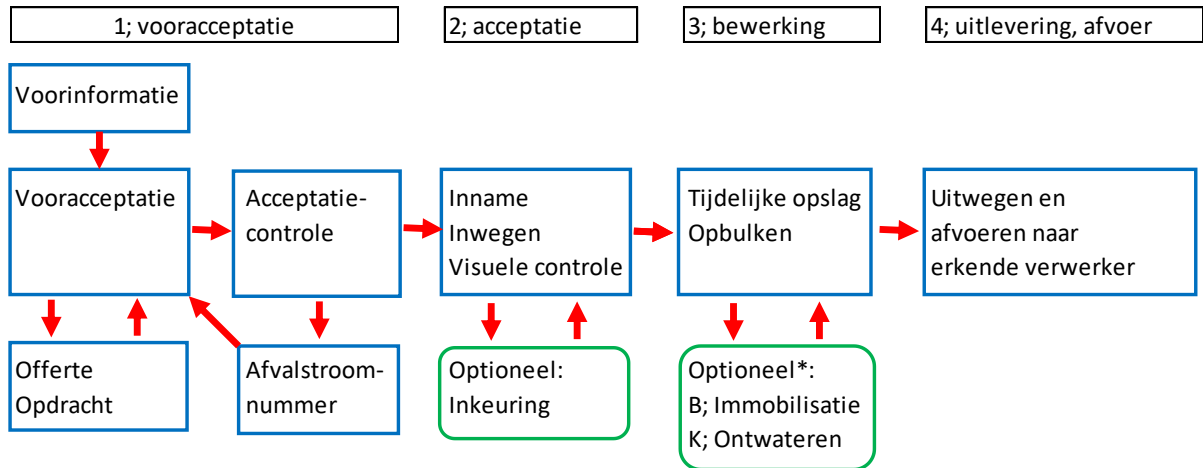 1; vooracceptatie
2; acceptatie
3; bewerking
4; uitlevering, afvoer
Voorinformatie
Vooracceptatie
Acceptatie-
controle
Inname
Inwegen
Visuele controle
Tijdelijke opslag
Opbulken
Uitwegen en
afvoeren naar
erkende verwerker
Offerte
Opdracht
Afvalstroom-
nummer
Optioneel:
Inkeuring
Optioneel*:
B; Immobilisatie
K; Ontwateren